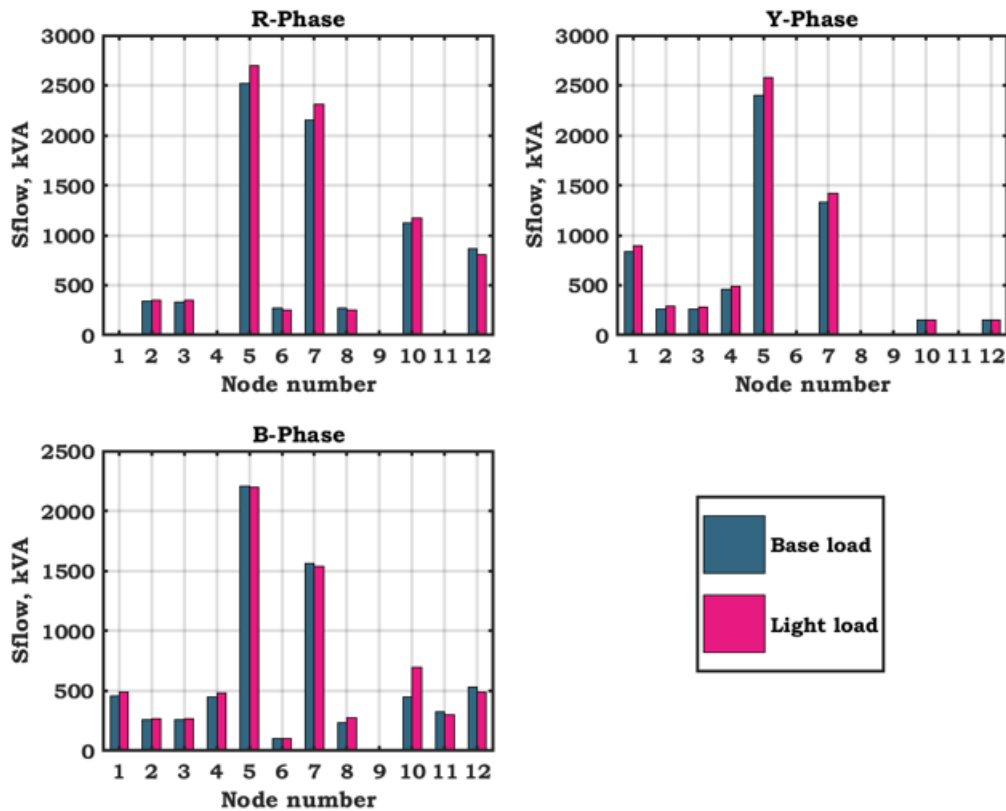 R-Phase
3000
2500
2000
1500
1000
500
0
Sflow, kVA
1 2 3 4 5 6 7 8 9 10 11 12
Node number
Y-Phase
3000
2500
2000
1500
1000
500
0
Sflow, kVA
1 2 3 4 5 6 7 8 9 10 11 12
Node number
B-Phase
2500
2000
1500
1000
500
0
Sflow, kVA
1 2 3 4 5 6 7 8 9 10 11 12
Node number
Base load
Light load